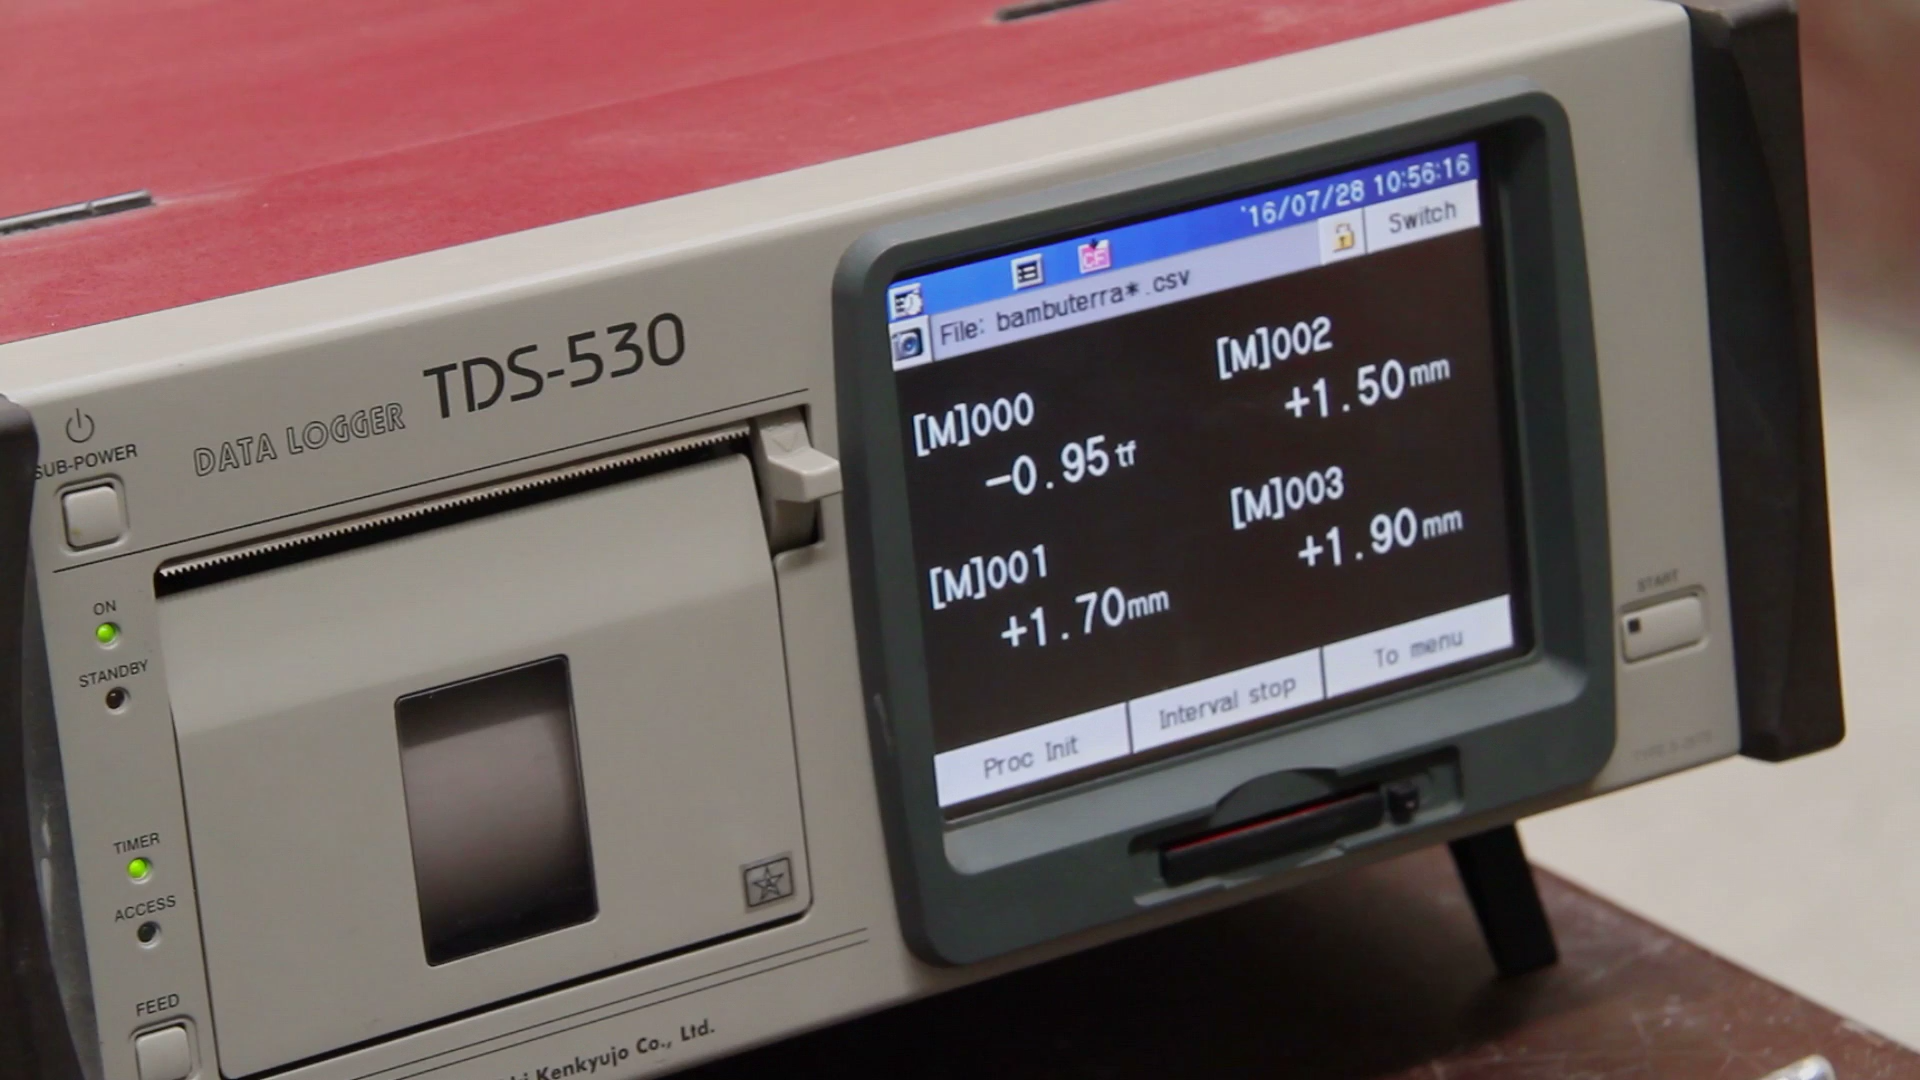 '16/07/28 10:56:16
CF
File: bambuterra*.csv
Switch
[M]000
-0.95 tf
[M]001
+1.70mm
[M]002
+1.50mm
[M]003
+1.90mm
Proc Init
Interval stop
To menu
DATA LOGGER TDS-530
SUB-POWER
ON
STANDBY
TIMER
ACCESS
FEED
START
Kenkyujo Co., Ltd.